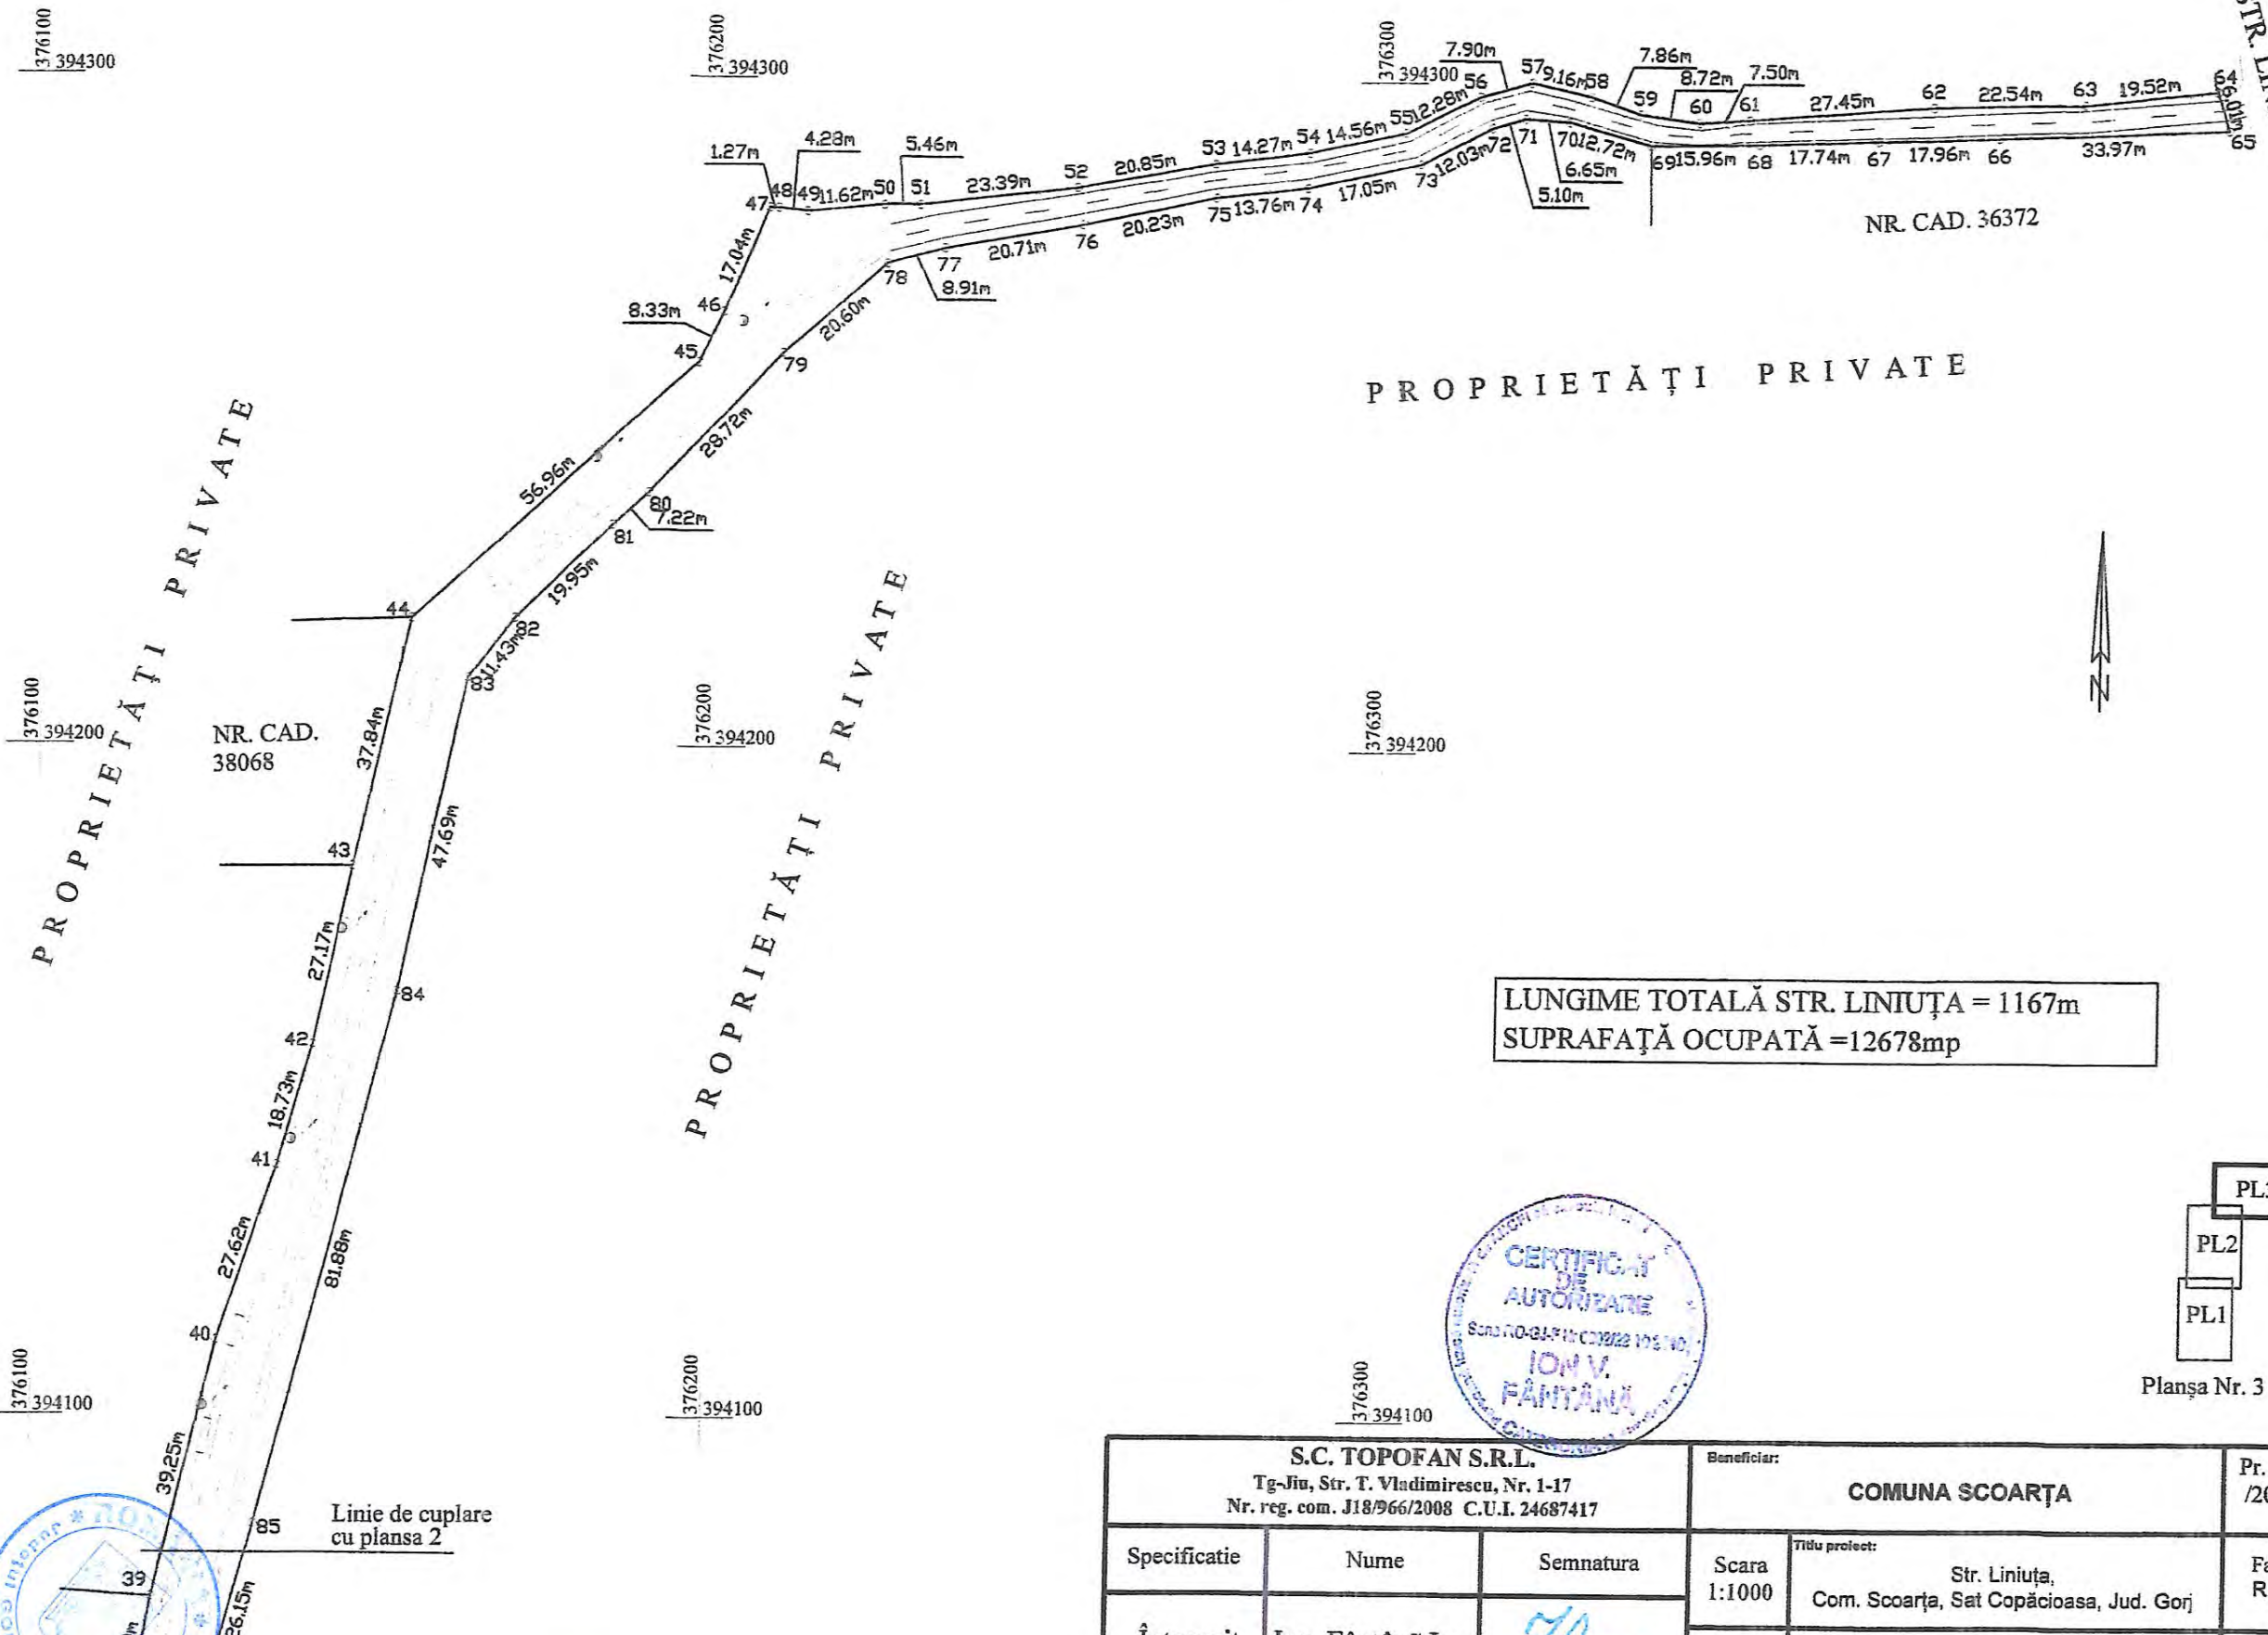 376100
394300
376200
394300
376300
394300
7.90m
56
57
9.16m
58
7.86m
59
8.72m
60
7.50m
61
27.45m
62
22.54m
63
19.52m
64
6.01m
65
STR.
1.27m
4.28m
5.46m
47
48
49
11.62m
50
51
23.39m
52
20.85m
53
14.27m
54
14.56m
55
12.28m
78
8.91m
77
20.71m
76
20.23m
75
13.76m
74
17.05m
73
12.03m
72
5.10m
71
6.65m
70
12.72m
69
15.96m
68
17.74m
67
17.96m
66
33.97m
NR. CAD. 36372
17.04m
46
8.33m
45
20.60m
79
28.72m
56.96m
80
7.22m
81
19.95m
44
82
11.43m
83
PROPRIETĂŢI PRIVATE
PROPRIETĂŢI PRIVATE
PROPRIETĂŢI PRIVATE
N
376100
394200
376200
394200
376300
394200
NR. CAD.
38068
37.84m
43
47.69m
27.17m
84
42
18.73m
41
27.62m
81.88m
40
LUNGIME TOTALĂ STR. LINIUŢA = 1167m
SUPRAFAŢĂ OCUPATĂ =12678mp
PL2
PL1
Planşa Nr. 3
CERTIFICAT
DE
AUTORIZARE
ION V.
FÂNTÂNĂ
376100
394100
376200
394100
376300
394100
39.25m
85
Linie de cuplare
cu plansa 2
39
26.15m
S.C. TOPOFAN S.R.L.
Tg-Jiu, Str. T. Vladimirescu, Nr. 1-17
Nr. reg. com. J18/966/2008 C.U.I. 24687417
Beneficiar:
COMUNA SCOARŢA
Pr.
Specificatie
Nume
Semnatura
Scara
1:1000
Titlu proiect:
Str. Liniuţa,
Com. Scoarţa, Sat Copăcioasa, Jud. Gorj